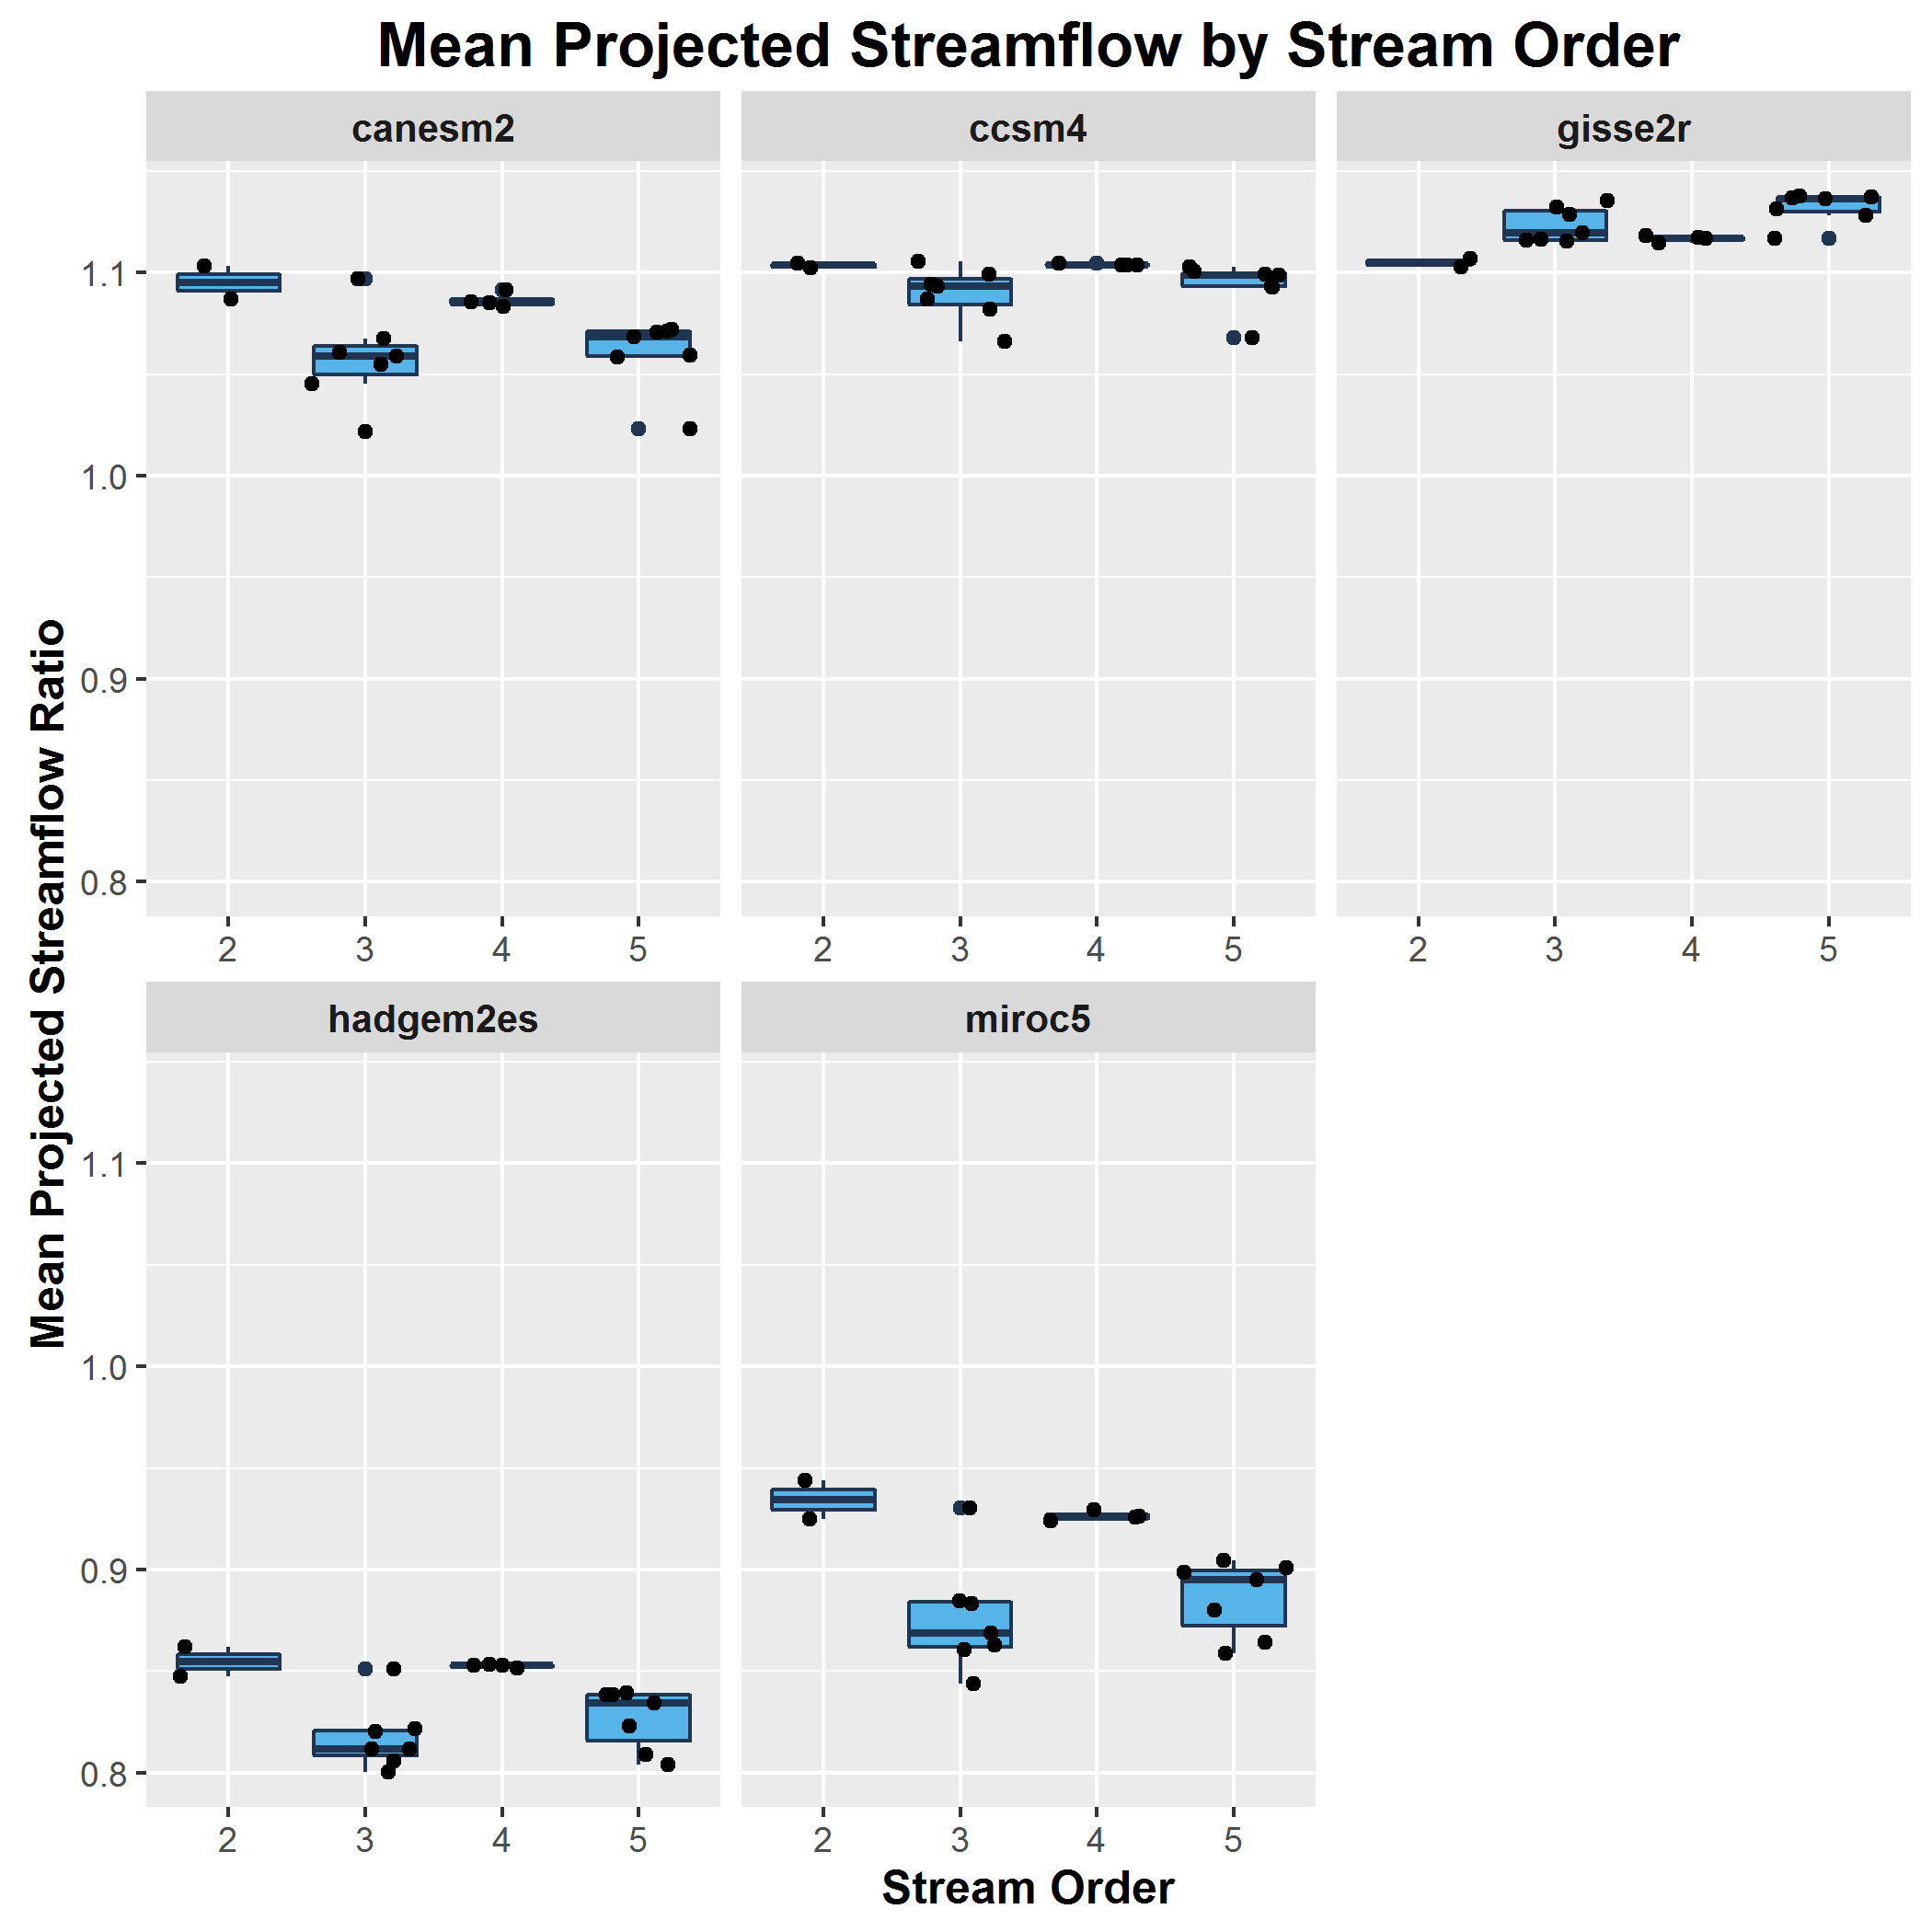 Mean Projected Streamflow by Stream Order
canesm2
ccsm4
gisse2r
1.1
1.0
0.9
0.8
2 3 4 5
2 3 4 5
2 3 4 5
Mean Projected Streamflow Ratio
hadgem2es
miroc5
1.1
1.0
0.9
0.8
2 3 4 5
2 3 4 5
Stream Order